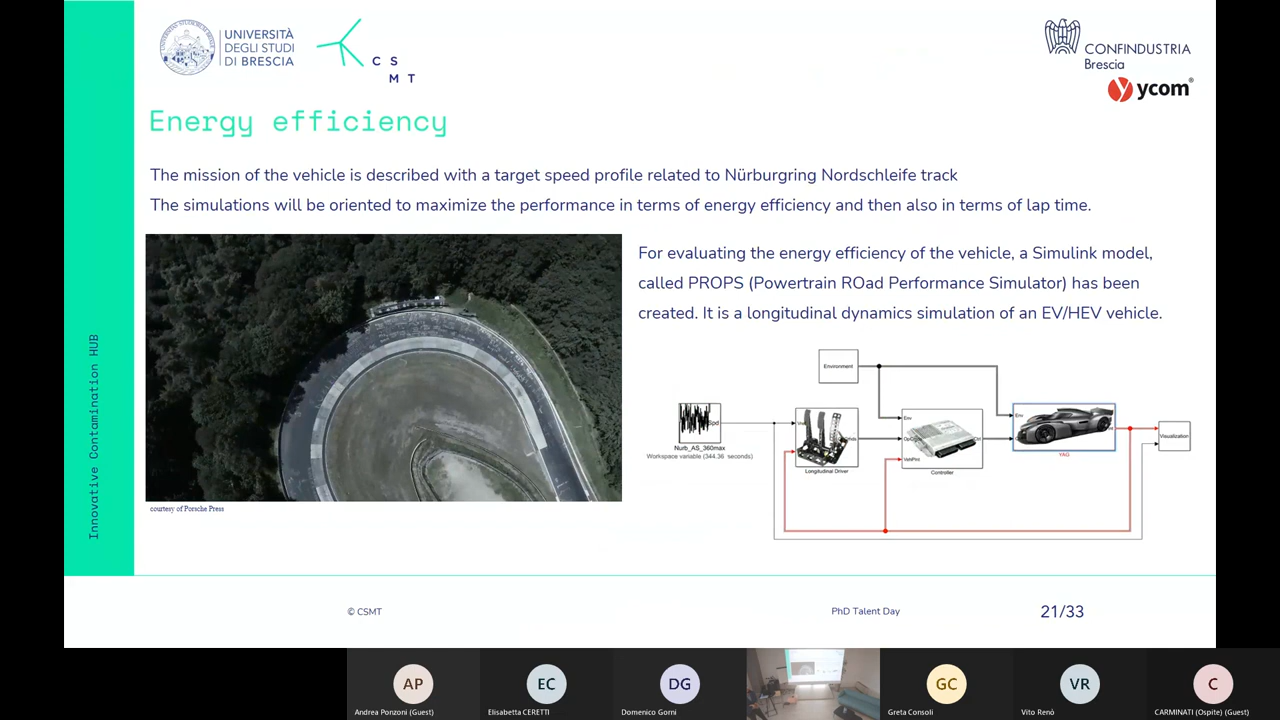 UNIVERSITÀ
DEGLI STUDI
DI BRESCIA
C S
M T
CONFINDUSTRIA
Brescia
ycom®
Energy efficiency
The mission of the vehicle is described with a target speed profile related to Nürburgring Nordschleife track
The simulations will be oriented to maximize the performance in terms of energy efficiency and then also in terms of lap time.
For evaluating the energy efficiency of the vehicle, a Simulink model,
called PROPS (Powertrain ROad Performance Simulator) has been
created. It is a longitudinal dynamics simulation of an EV/HEV vehicle.
Environment
Spd
Nurb_AS_360max
Workspace variable (344.36 seconds)
Longitudinal Driver
Env
VehPrnt
Controller
Env
YAG
Visualization
courtesy of Porsche Press
Innovative Contamination HUB
© CSMT
PhD Talent Day
21/33
AP
Andrea Ponzoni (Guest)
EC
Elisabetta CERETTI
DG
Domenico Gorni
GC
Greta Consoli
VR
Vito Renò
C
CARMINATI (Ospite) (Guest)